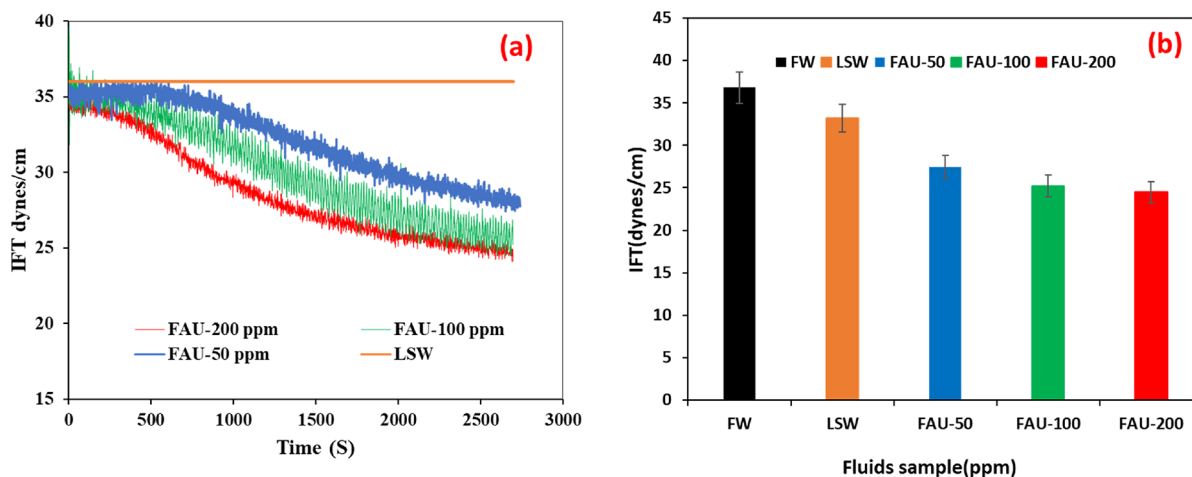 (a)
IFT dynes/cm
40
35
30
25
20
15
FAU-200 ppm FAU-100 ppm
FAU-50 ppm LSW
0 500 1000 1500 2000 2500 3000
Time (S)
(b)
IFT(dynes/cm)
45
40
35
30
25
20
15
10
5
0
FW LSW FAU-50 FAU-100 FAU-200
FW LSW FAU-50 FAU-100 FAU-200
Fluids sample(ppm)